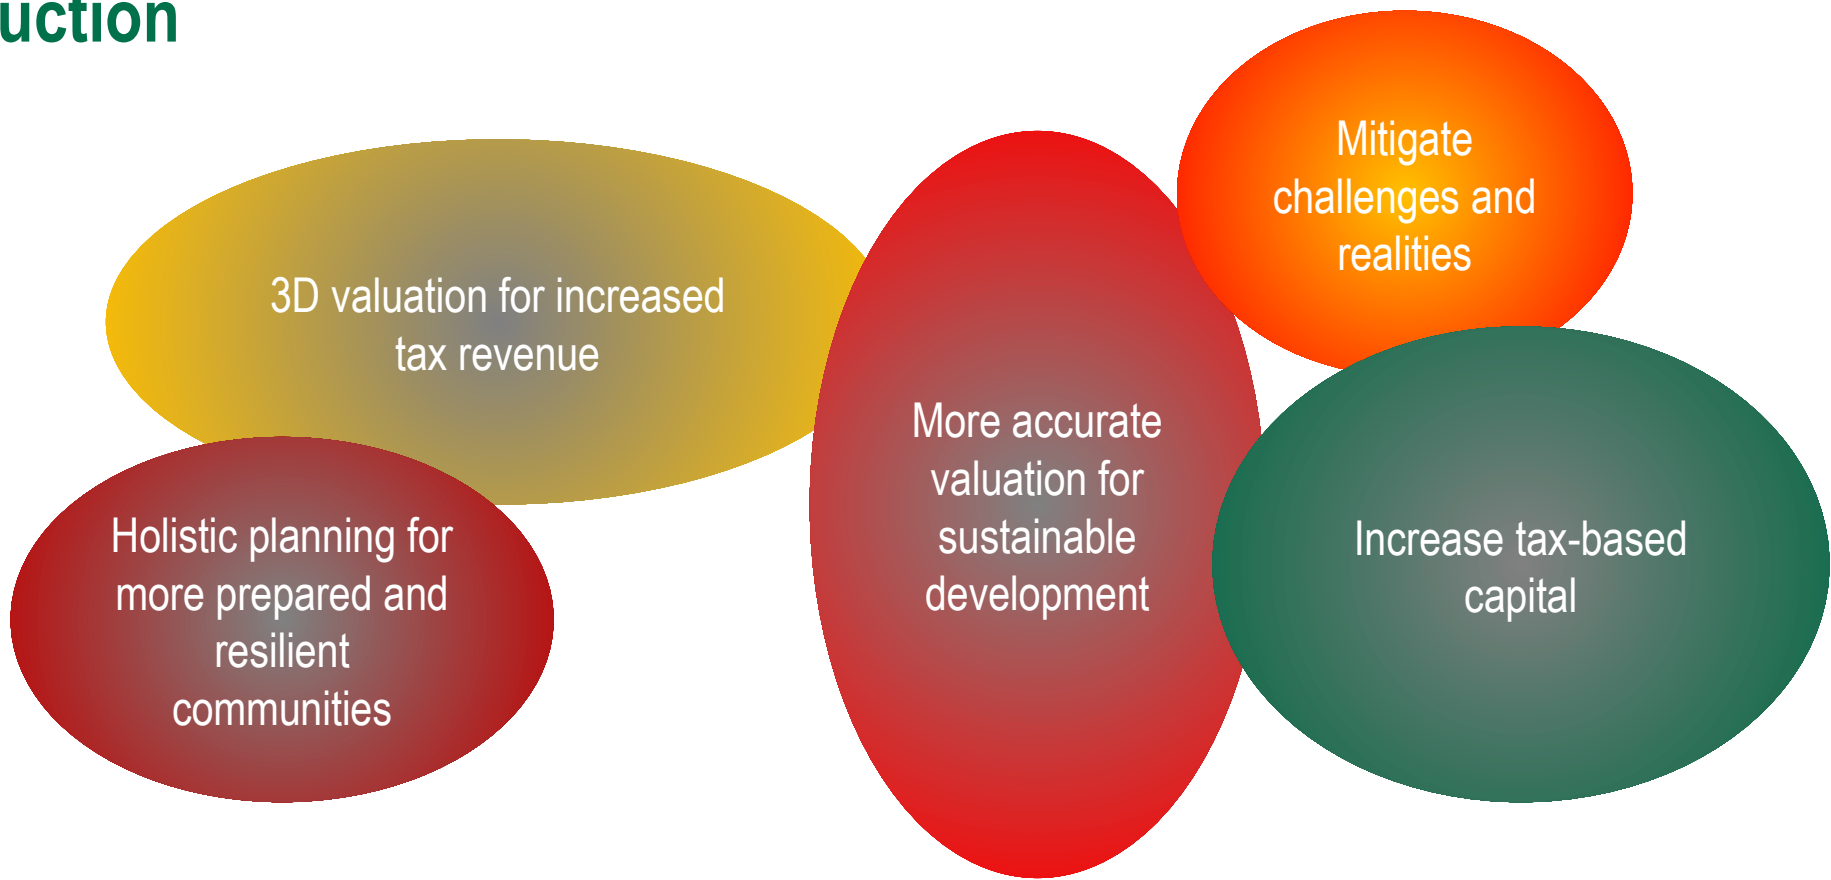 uction
3D valuation for increased
tax revenue
Holistic planning for
more prepared and
resilient
communities
More accurate
valuation for
sustainable
development
Mitigate
challenges and
realities
Increase tax-based
capital